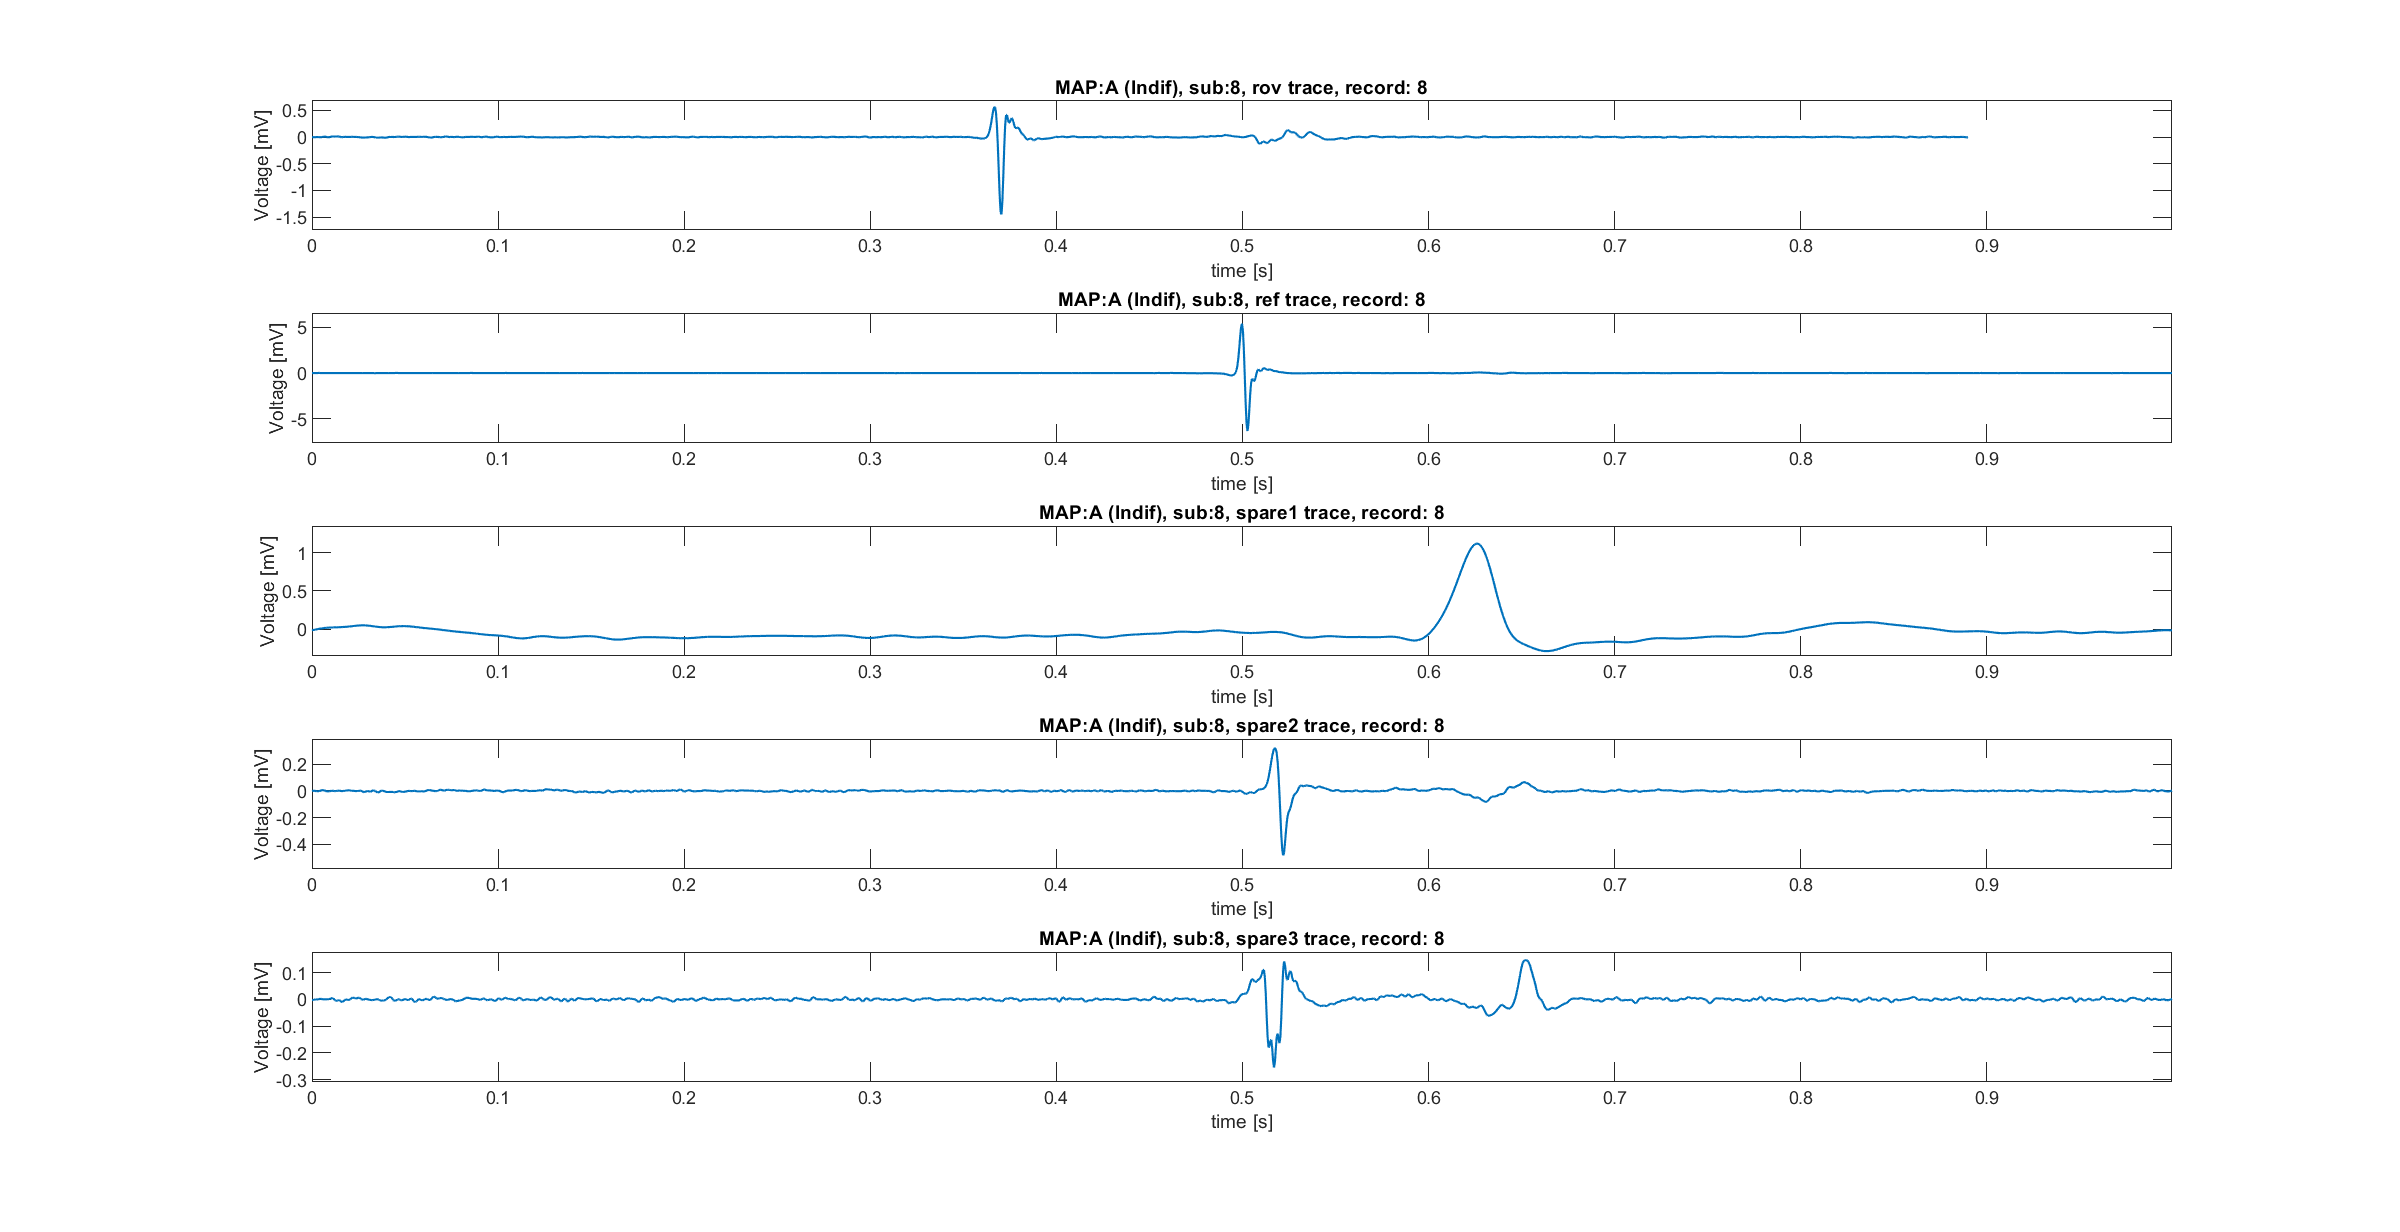 MAP:A (Indif), sub:8, rov trace, record: 8
Voltage [mV]
0.5
0
-0.5
-1
-1.5
0 0.1 0.2 0.3 0.4 0.5 0.6 0.7 0.8 0.9
time [s]
MAP:A (Indif), sub:8, ref trace, record: 8
Voltage [mV]
5
0
-5
0 0.1 0.2 0.3 0.4 0.5 0.6 0.7 0.8 0.9
time [s]
MAP:A (Indif), sub:8, spare1 trace, record: 8
Voltage [mV]
1
0.5
0
0 0.1 0.2 0.3 0.4 0.5 0.6 0.7 0.8 0.9
time [s]
MAP:A (Indif), sub:8, spare2 trace, record: 8
Voltage [mV]
0.2
0
-0.2
-0.4
0 0.1 0.2 0.3 0.4 0.5 0.6 0.7 0.8 0.9
time [s]
MAP:A (Indif), sub:8, spare3 trace, record: 8
Voltage [mV]
0.1
0
-0.1
-0.2
-0.3
0 0.1 0.2 0.3 0.4 0.5 0.6 0.7 0.8 0.9
time [s]